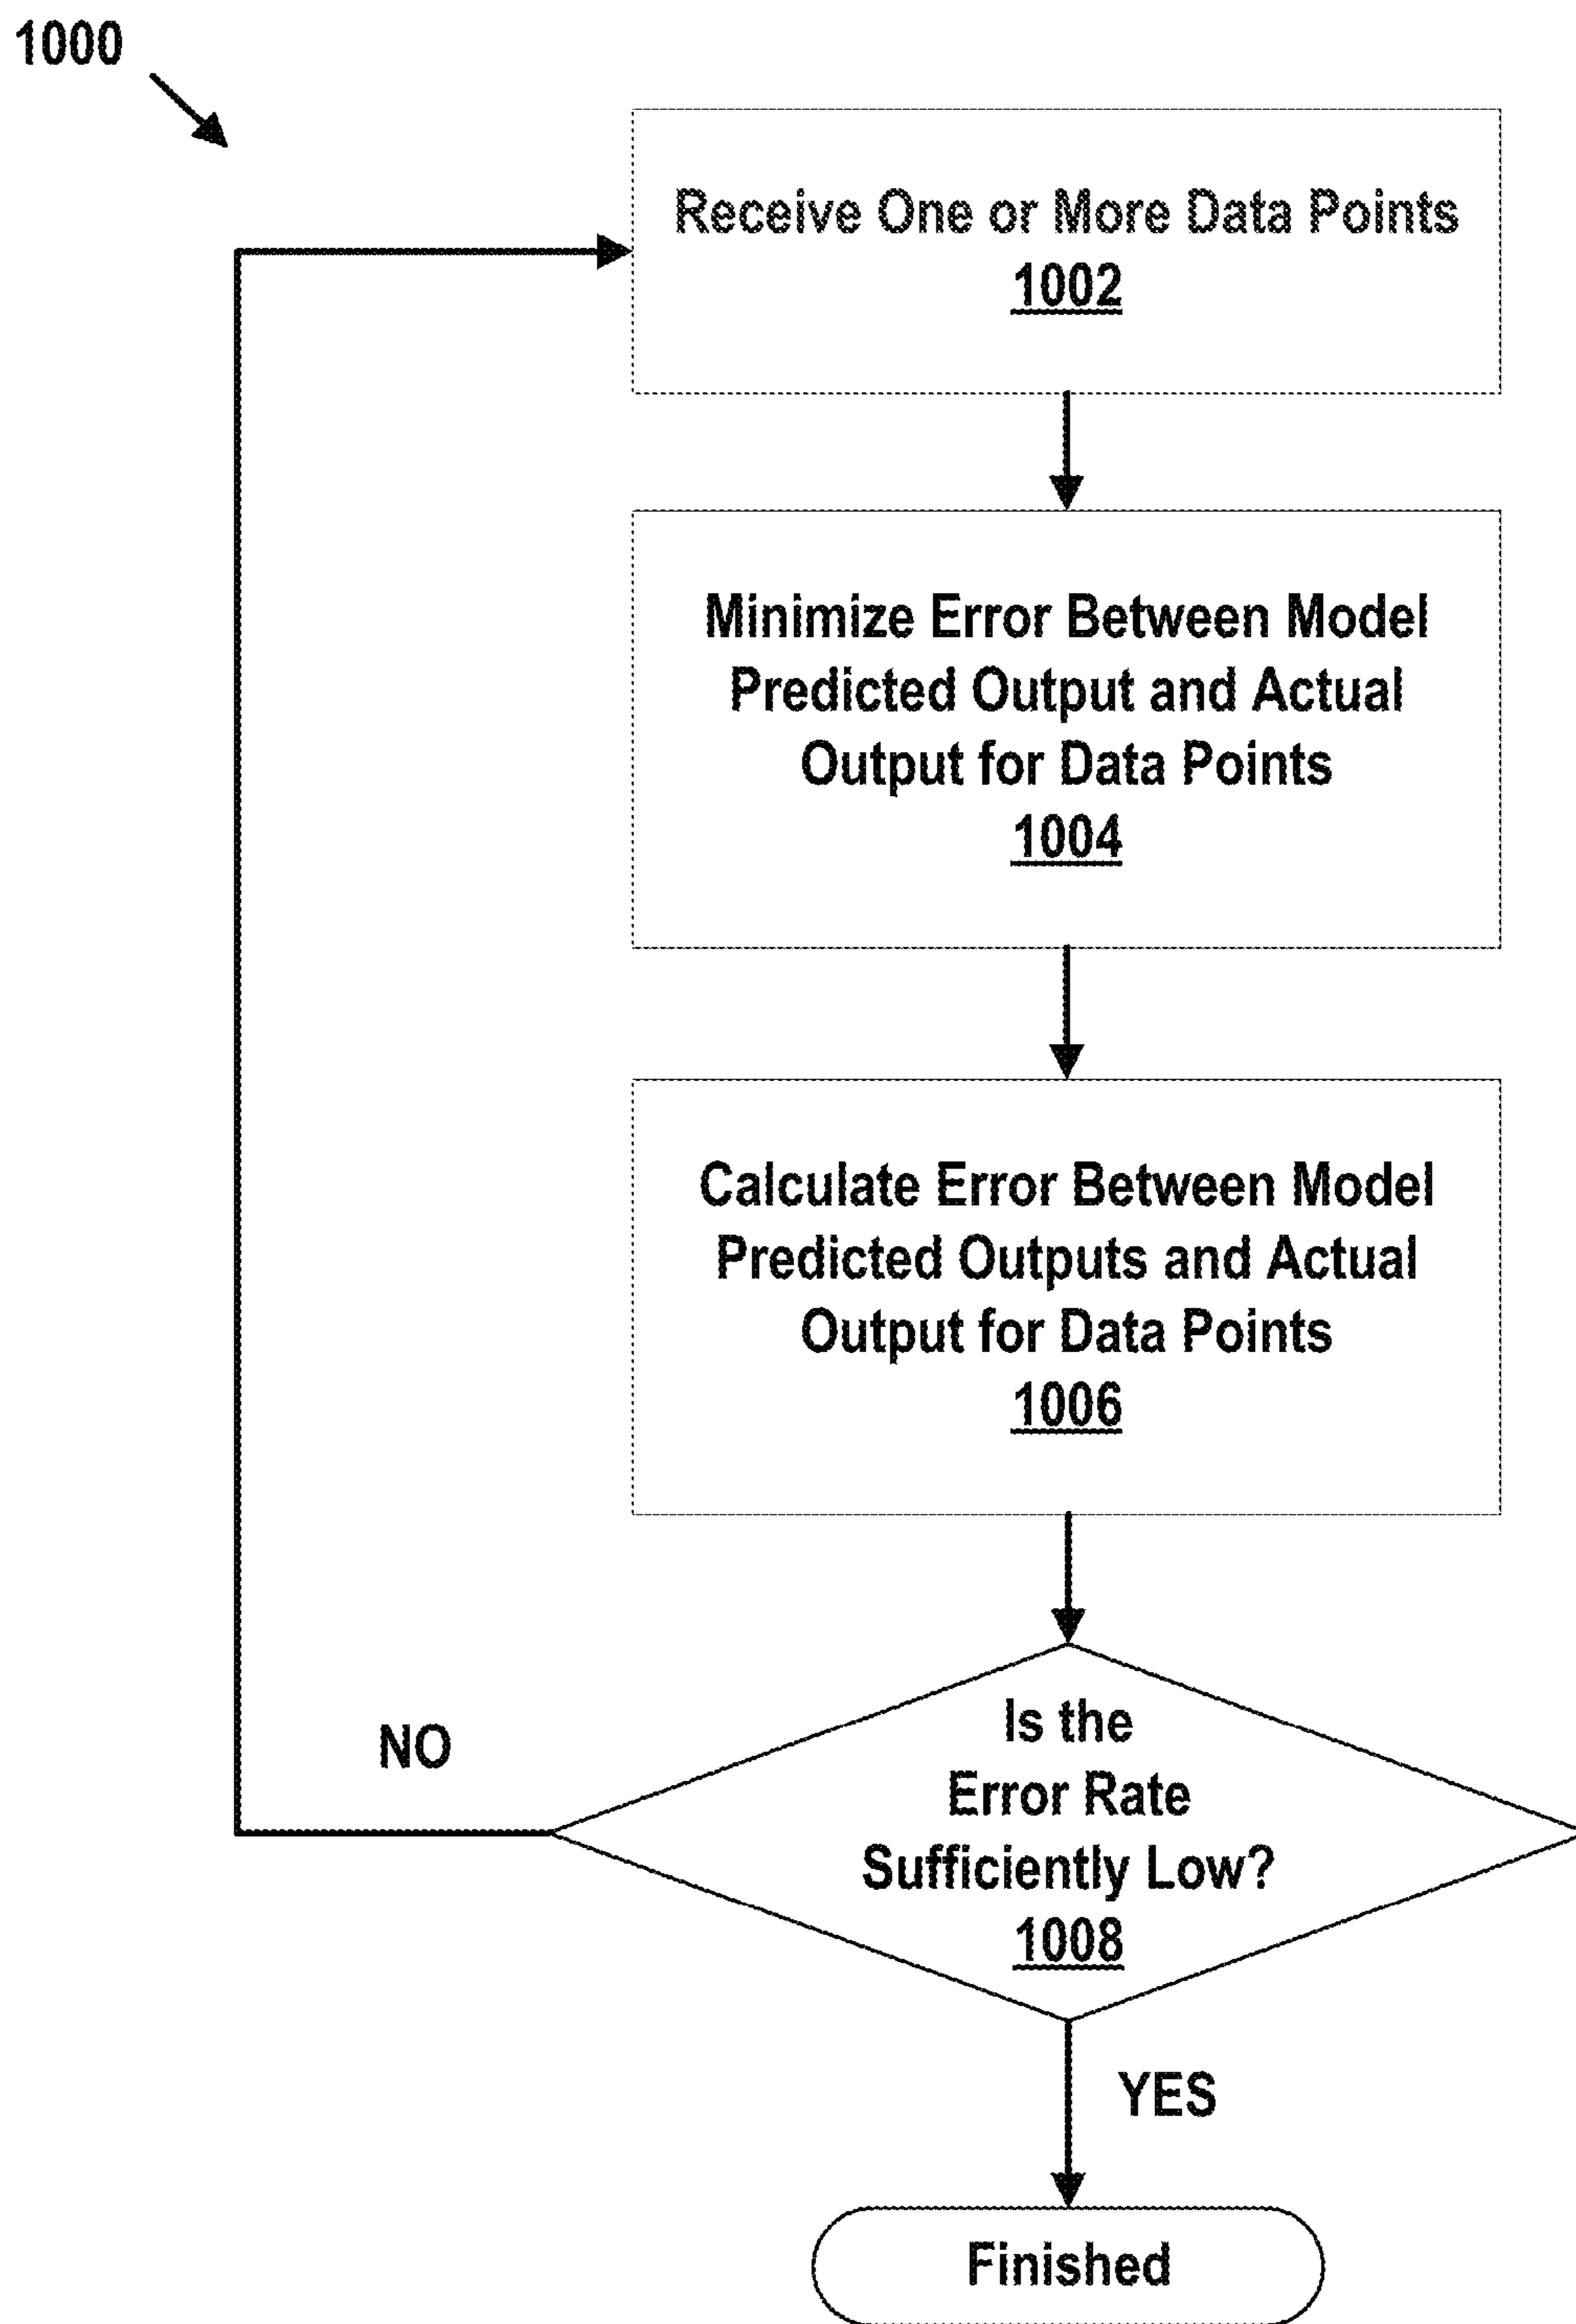 1000
Receive One or More Data Points
1002
Minimize Error Between Model
Predicted Output and Actual
Output for Data Points
1004
Calculate Error Between Model
Predicted Outputs and Actual
Output for Data Points
1006
Is the
Error Rate
Sufficiently Low?
1008
NO
YES
Finished